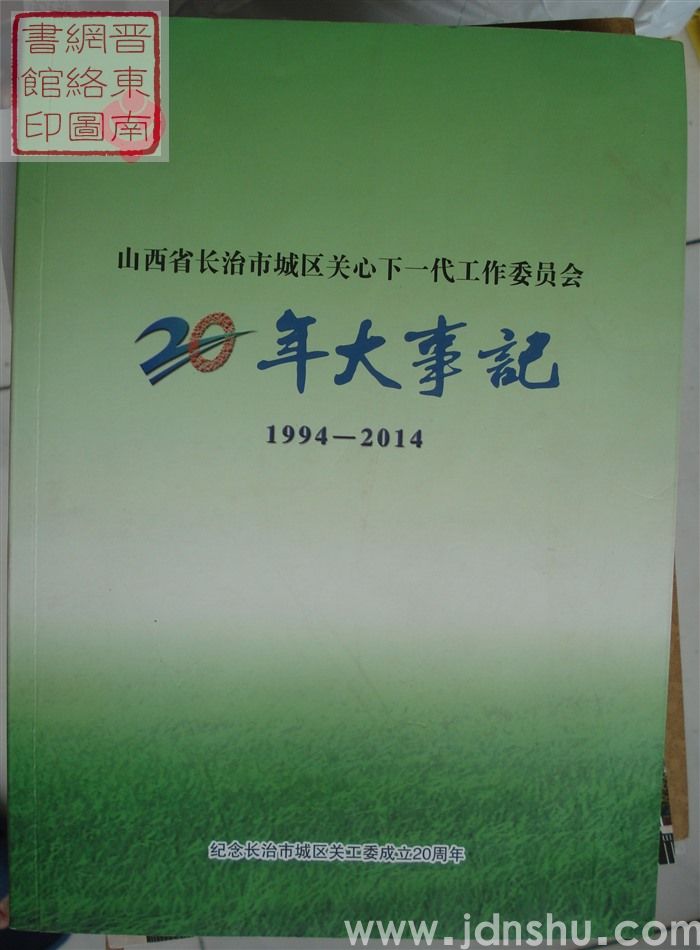 晋東南
網絡圖
書館印
山西省长治市城区关心下一代工作委员会
20年大事記
1994—2014
纪念长治市城区关工委成立20周年
www.jdnshu.com